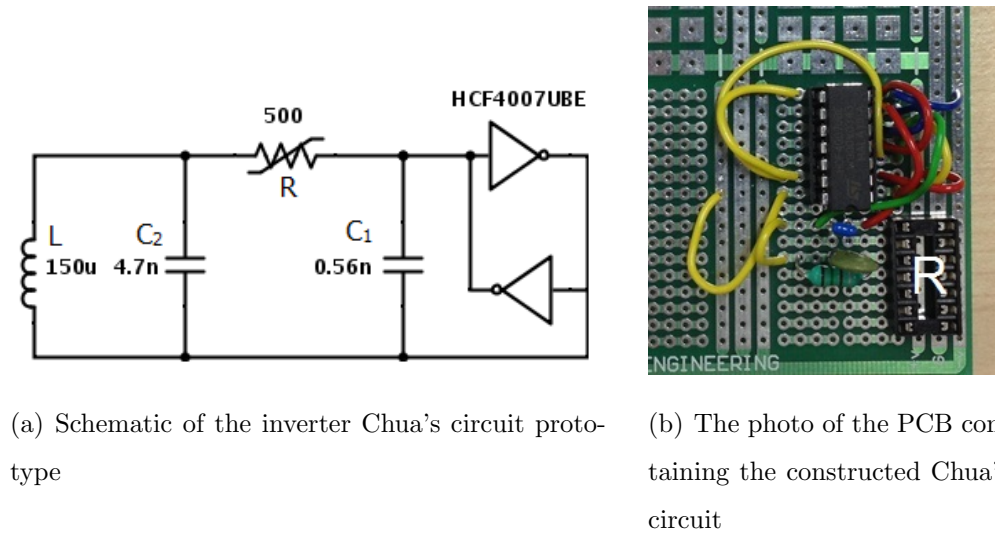 HCF4007UBE
500
R
L
C₂
C₁
150u
4.7n
0.56n
R
ENGINEERING
(a) Schematic of the inverter Chua's circuit proto-
type
(b) The photo of the PCB con
taining the constructed Chua'
circuit